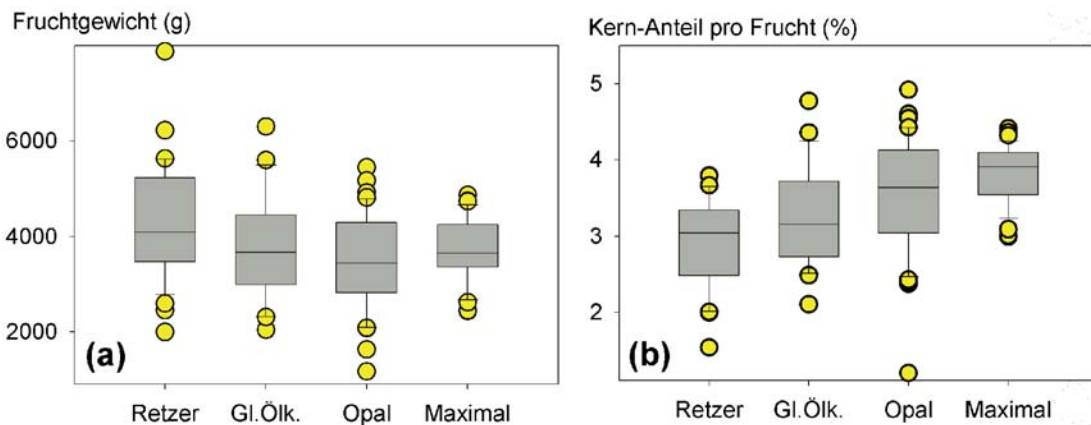 Fruchtgewicht (g)
6000
4000
2000
(a)
Retzer Gl.Ölk. Opal Maximal
Kern-Anteil pro Frucht (%)
5
4
3
2
(b)
Retzer Gl.Ölk. Opal Maximal